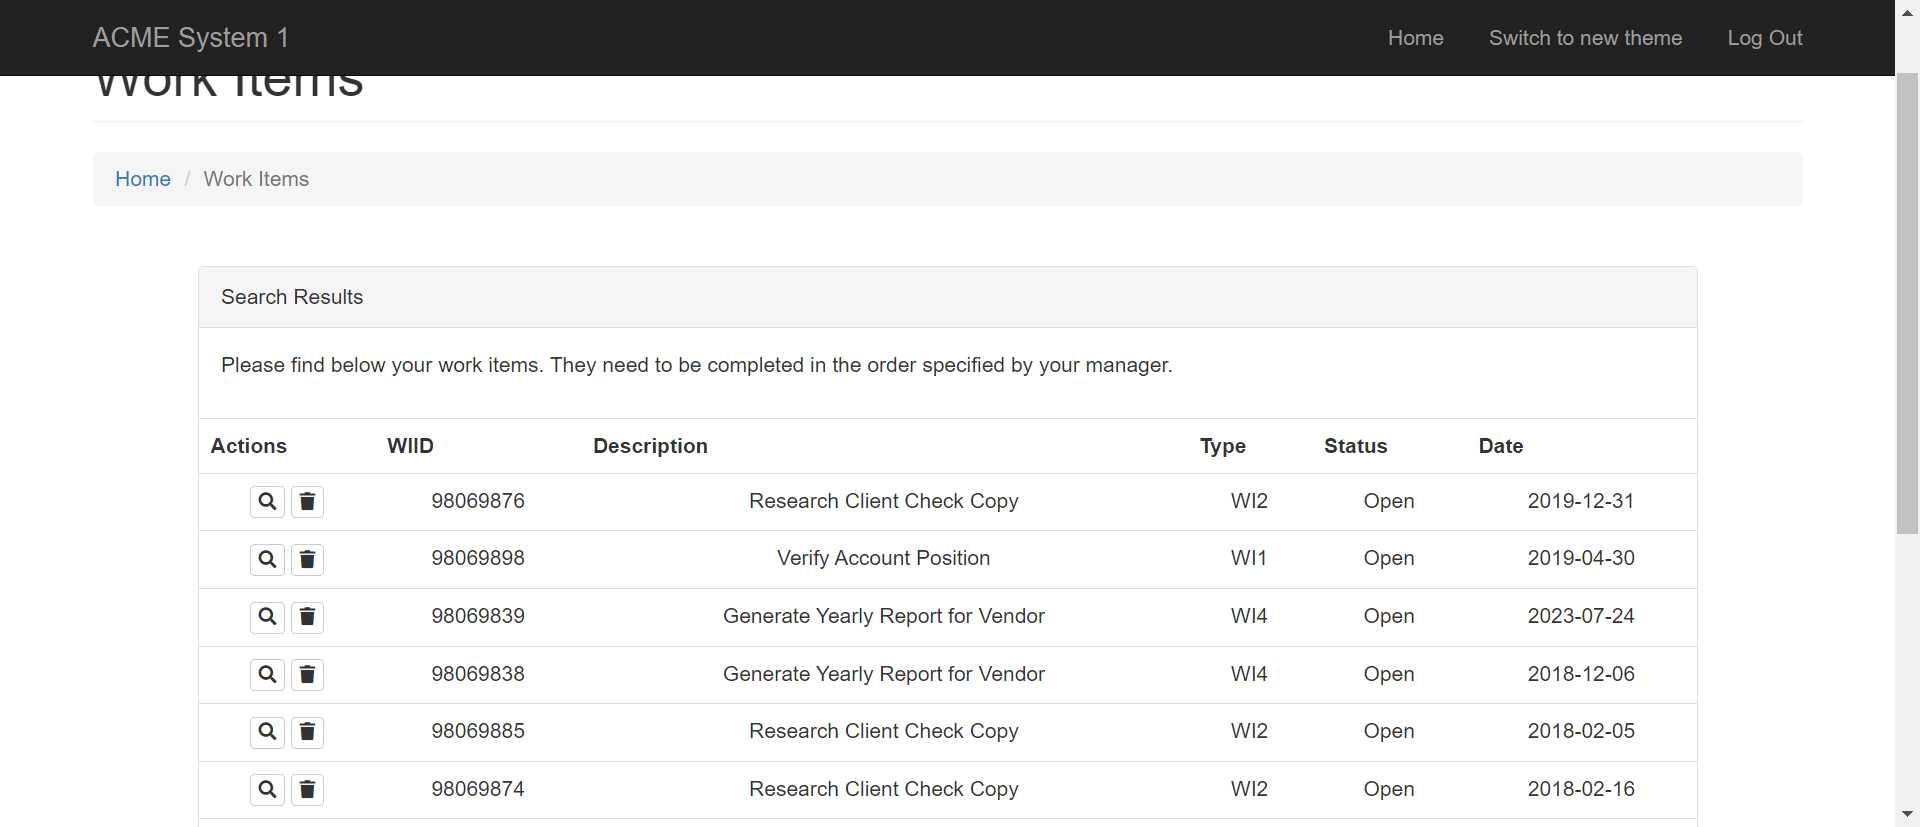 ACME System 1 Home Switch to new theme Log Out
Work Items
Home / Work Items
Search Results
Please find below your work items. They need to be completed in the order specified by your manager.
Actions WIID Description Type Status Date
98069876 Research Client Check Copy WI2 Open 2019-12-31
98069898 Verify Account Position WI1 Open 2019-04-30
98069839 Generate Yearly Report for Vendor WI4 Open 2023-07-24
98069838 Generate Yearly Report for Vendor WI4 Open 2018-12-06
98069885 Research Client Check Copy WI2 Open 2018-02-05
98069874 Research Client Check Copy WI2 Open 2018-02-16